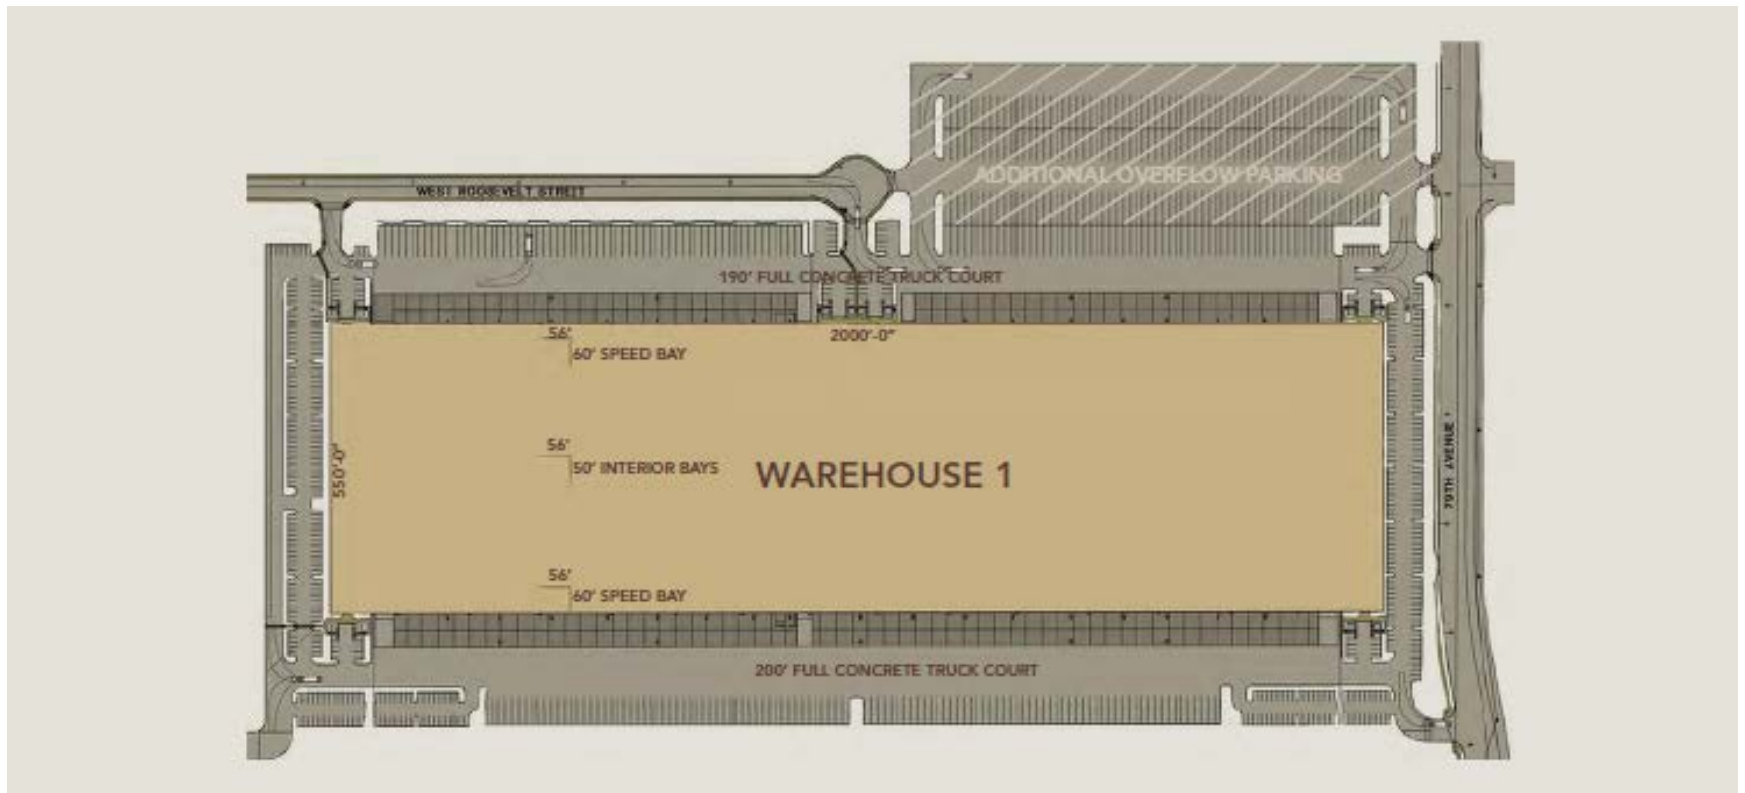 ADDITIONAL OVERFLOW PARKING
WEST ROOSEVELT STREET
190' FULL CONCRETE TRUCK COURT
2000'-0"
56'
60' SPEED BAY
56'
50' INTERIOR BAYS
550'-0"
WAREHOUSE 1
79TH AVENUE
56'
60' SPEED BAY
200' FULL CONCRETE TRUCK COURT